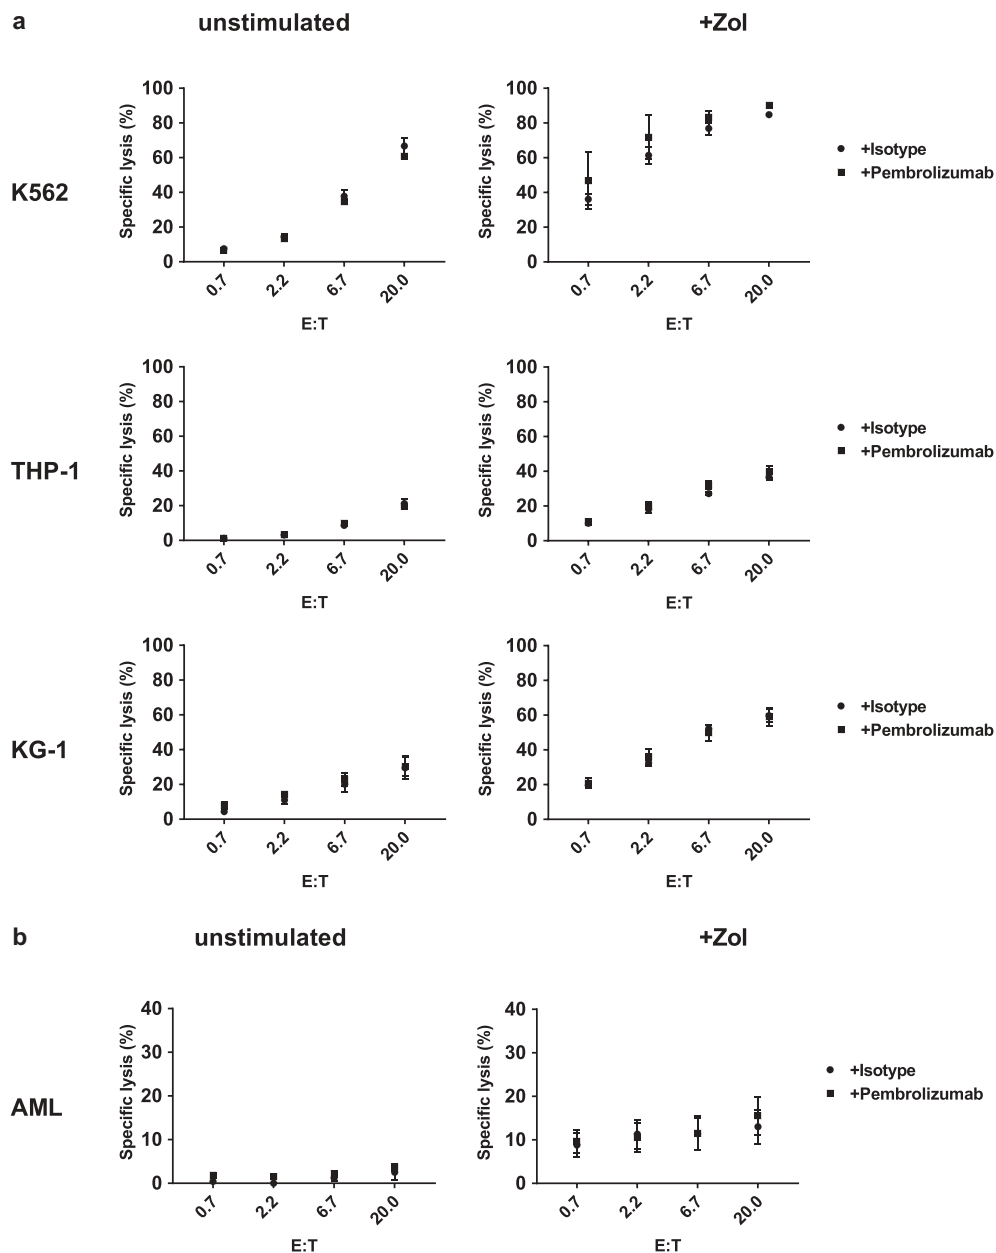 a
unstimulated
+Zol
K562
Specific lysis (%)
100
80
60
40
20
0
0.7
2.2
6.7
20.0
E:T
Specific lysis (%)
100
80
60
40
20
0
0.7
2.2
6.7
20.0
E:T
+Isotype
+Pembrolizumab
THP-1
Specific lysis (%)
100
80
60
40
20
0
0.7
2.2
6.7
20.0
E:T
Specific lysis (%)
100
80
60
40
20
0
0.7
2.2
6.7
20.0
E:T
+Isotype
+Pembrolizumab
KG-1
Specific lysis (%)
100
80
60
40
20
0
0.7
2.2
6.7
20.0
E:T
Specific lysis (%)
100
80
60
40
20
0
0.7
2.2
6.7
20.0
E:T
+Isotype
+Pembrolizumab
b
unstimulated
+Zol
AML
Specific lysis (%)
40
30
20
10
0
0.7
2.2
6.7
20.0
E:T
Specific lysis (%)
40
30
20
10
0
0.7
2.2
6.7
20.0
E:T
+Isotype
+Pembrolizumab